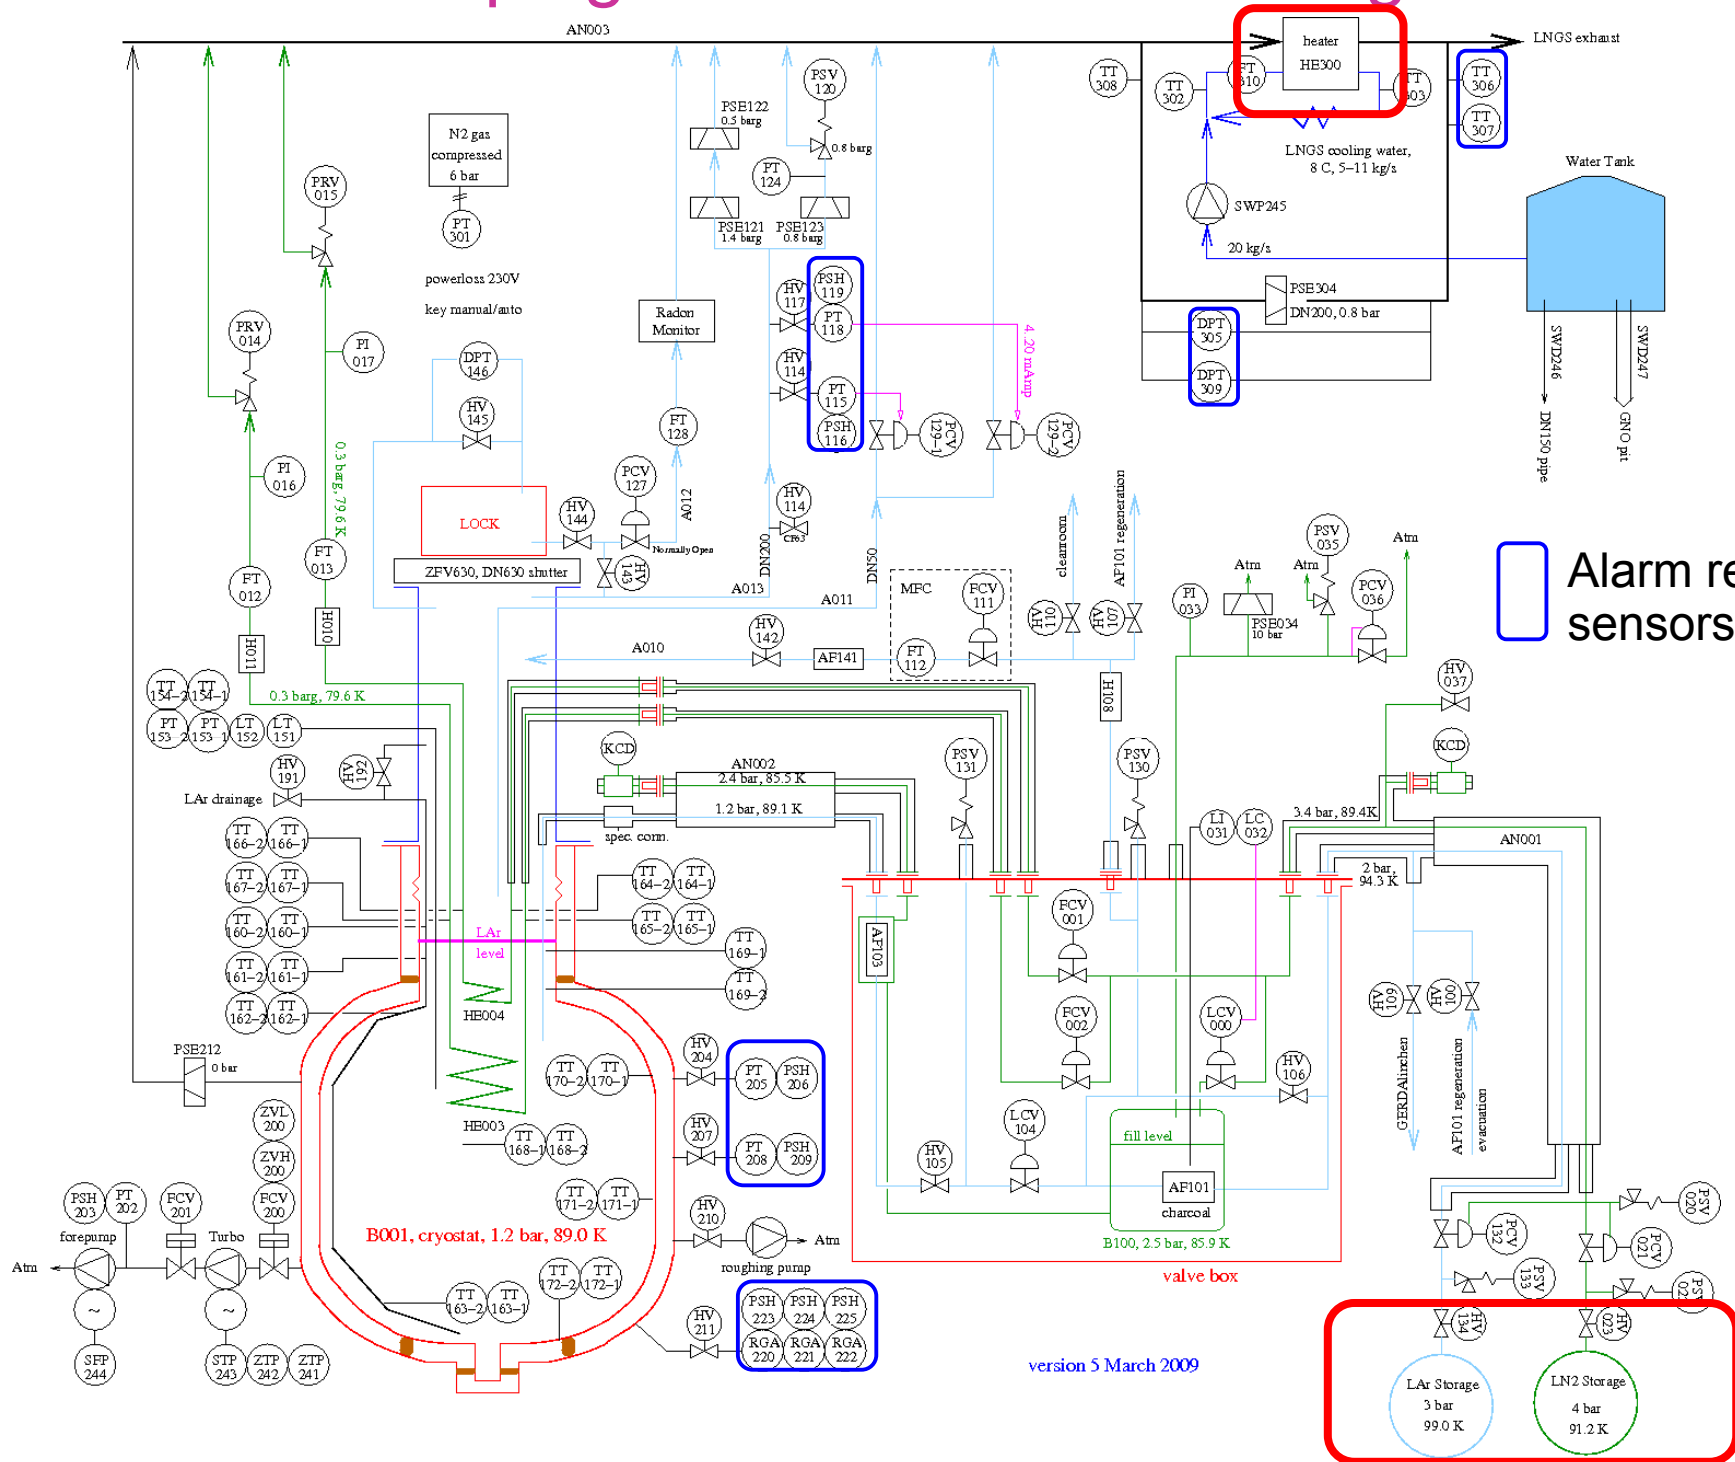 AN003
heater
HE300
LNGS exhaust
TT
308
TT
302
FT
310
TT
303
TT
306
TT
307
LNGS cooling water,
8 C, 5–11 kg/s
SWP245
20 kg/s
PSE304
DN200, 0.8 bar
DPT
305
DPT
309
Water Tank
SWD246
SWD247
DN150 pipe
GNO pit
N2 gas
compressed
6 bar
PT
301
powerloss 230V
key manual/auto
PRV
015
PRV
014
PI
017
PI
016
0.3 barg, 79.6 K
FT
013
FT
012
H010
H011
0.3 barg, 79.6 K
PSE122
0.5 barg
PSV
120
0.8 barg
PT
124
PSE121
1.4 barg
PSE123
0.8 barg
Radon
Monitor
HV
117
PSH
119
PT
118
HV
114
PT
115
PSH
116
4..20 mAmp
PCV
129–1
PCV
129–2
DPT
146
HV
145
FT
128
PCV
127
A012
Normally Open
HV
144
HV
143
HV
114
CF63
DN200
DN50
LOCK
ZFV630, DN630 shutter
A013
A011
A010
HV
142
AF141
MFC
FCV
111
FT
112
cleanroom
AF101 regeneration
HV
110
HV
107
H108
PI
033
Atm
PSE034
10 bar
Atm
PSV
035
PCV
036
Atm
HV
037
KCD
Alarm re
sensors
TT
154–2
TT
154–1
PT
153–2
PT
153–1
LT
152
LT
151
HV
191
HV
192
LAr drainage
KCD
AN002
2.4 bar, 85.5 K
1.2 bar, 89.1 K
spec. conn.
PSV
131
PSV
130
LI
031
LC
032
3.4 bar, 89.4K
AN001
2 bar,
94.3 K
TT
166–2
TT
166–1
TT
167–2
TT
167–1
TT
160–2
TT
160–1
TT
161–2
TT
161–1
TT
162–2
TT
162–1
TT
164–2
TT
164–1
TT
165–2
TT
165–1
TT
169–1
TT
169–2
LAr
level
HE004
HE003
AF103
FCV
001
FCV
002
LCV
000
HV
106
HV
109
HV
100
GERDAlinchen
AF101 regeneration
evacuation
PSE212
0 bar
TT
170–2
TT
170–1
HV
204
PT
205
PSH
206
HV
207
PT
208
PSH
209
TT
168–1
TT
168–2
TT
171–2
TT
171–1
LCV
104
HV
105
fill level
AF101
charcoal
B100, 2.5 bar, 85.9 K
valve box
ZVL
200
ZVH
200
FCV
200
FCV
201
PSH
203
PT
202
forepump
Turbo
Atm
~
~
SFP
244
STP
243
ZTP
242
ZTP
241
B001, cryostat, 1.2 bar, 89.0 K
HV
210
Atm
roughing pump
TT
172–2
TT
172–1
TT
163–2
TT
163–1
HV
211
PSH
223
PSH
224
PSH
225
RGA
220
RGA
221
RGA
222
version 5 March 2009
PSV
020
PCV
132
PCV
021
PSV
133
HV
134
HV
023
LAr Storage
3 bar
99.0 K
LN2 Storage
4 bar
91.2 K